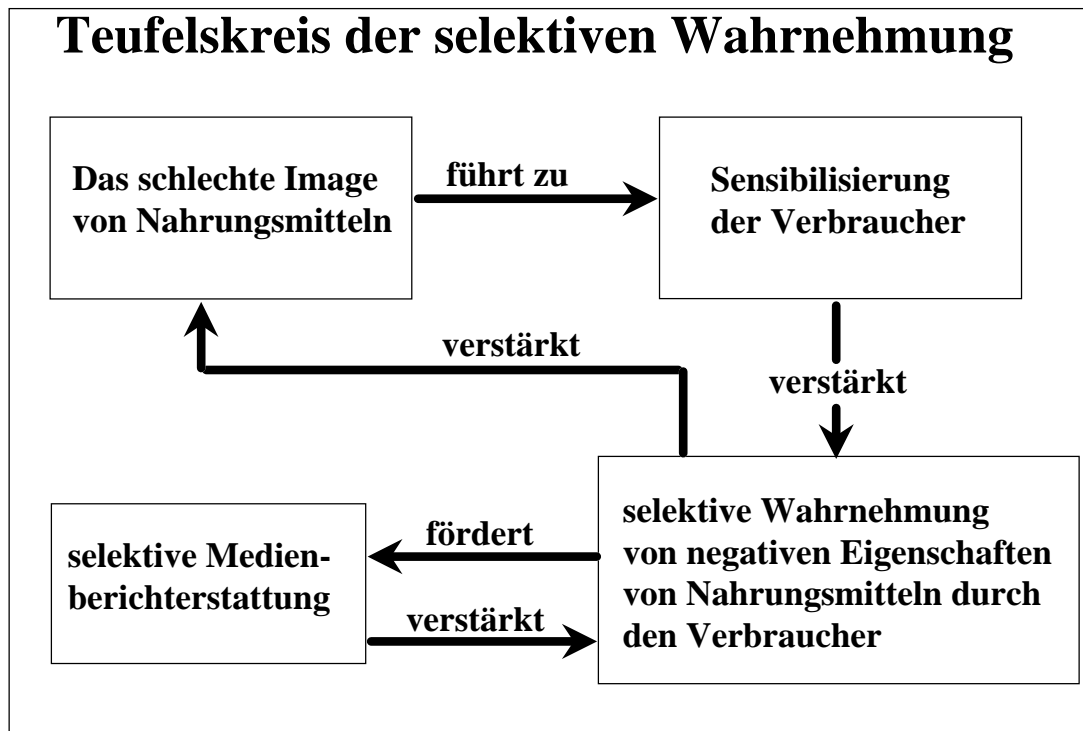 Teufelskreis der selektiven Wahrnehmung
Das schlechte Image
von Nahrungsmitteln
führt zu
Sensibilisierung
der Verbraucher
verstärkt
verstärkt
selektive Medien-
berichterstattung
fördert
verstärkt
selektive Wahrnehmung
von negativen Eigenschaften
von Nahrungsmitteln durch
den Verbraucher